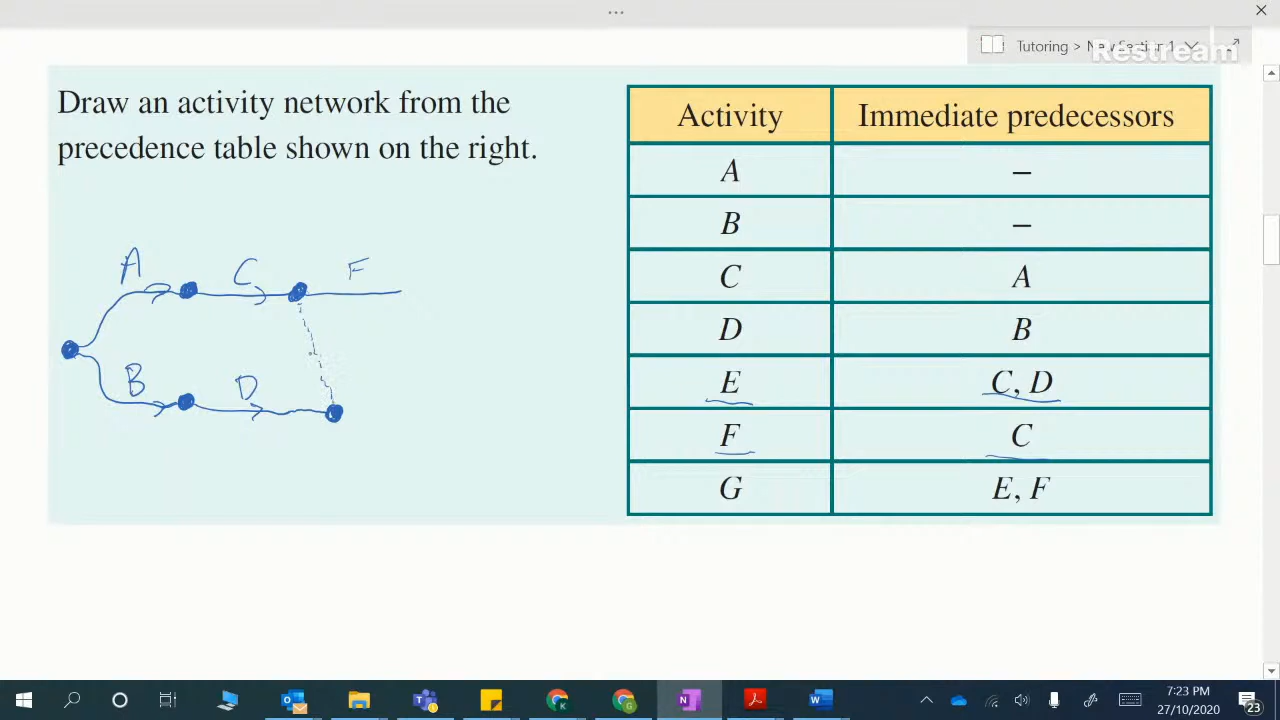 ...
Tutoring > New Section 1
Restream
Draw an activity network from the
precedence table shown on the right.
Activity Immediate predecessors
A –
B –
C A
D B
E C, D
F C
G E, F
A C F
B D
7:23 PM
27/10/2020
23